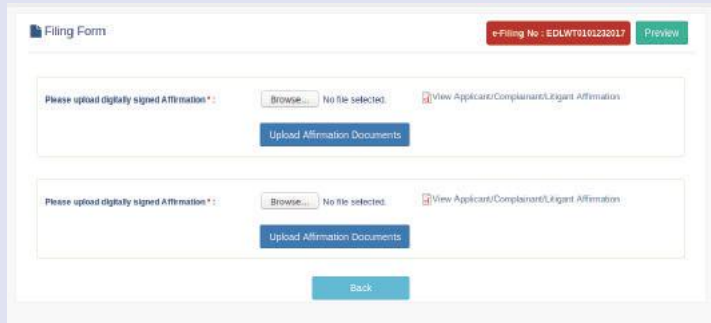 Filing Form
e-Filing No : EDLWT0101232017
Preview
Please upload digitally signed Affirmation * :
Browse... No file selected.
View Applicant/Complainant/Litigant Affirmation
Upload Affirmation Documents
Please upload digitally signed Affirmation * :
Browse... No file selected.
View Applicant/Complainant/Litigant Affirmation
Upload Affirmation Documents
Back